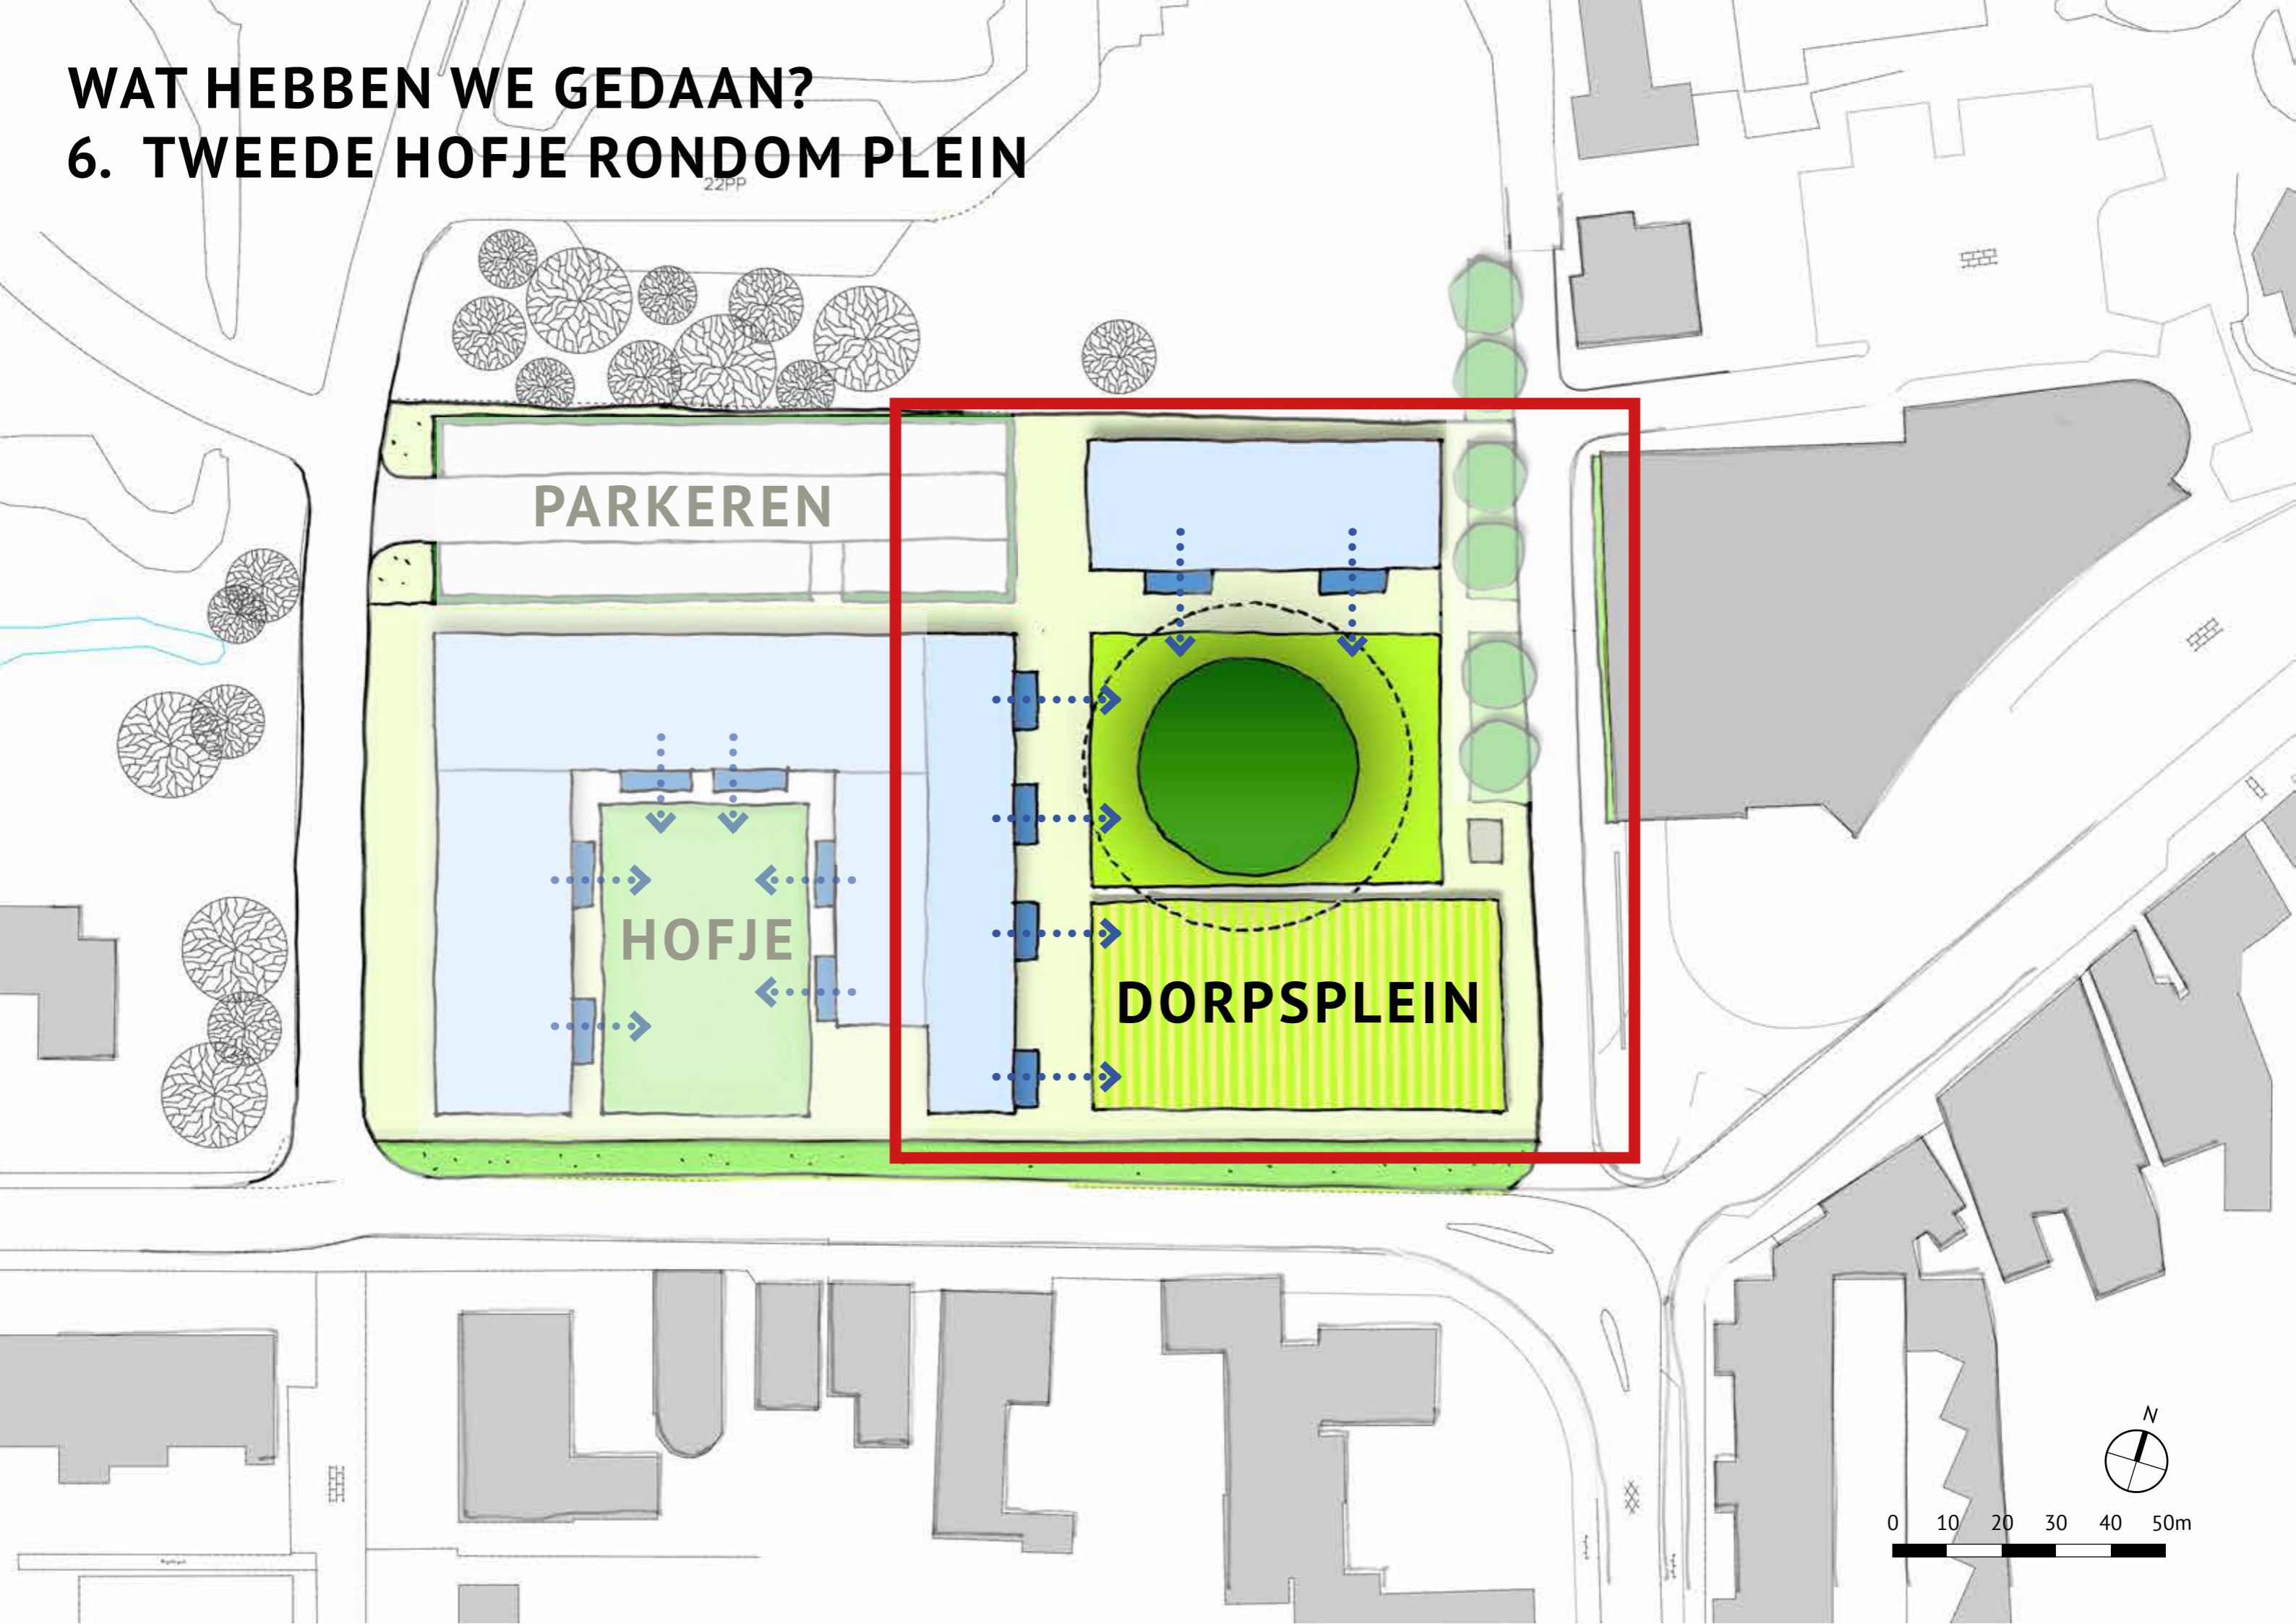 WAT HEBBEN WE GEDAAN?
6. TWEEDE HOFJE RONDOM PLEIN
22PP
PARKEREN
HOFJE
DORPSPLEIN
N
0 10 20 30 40 50m